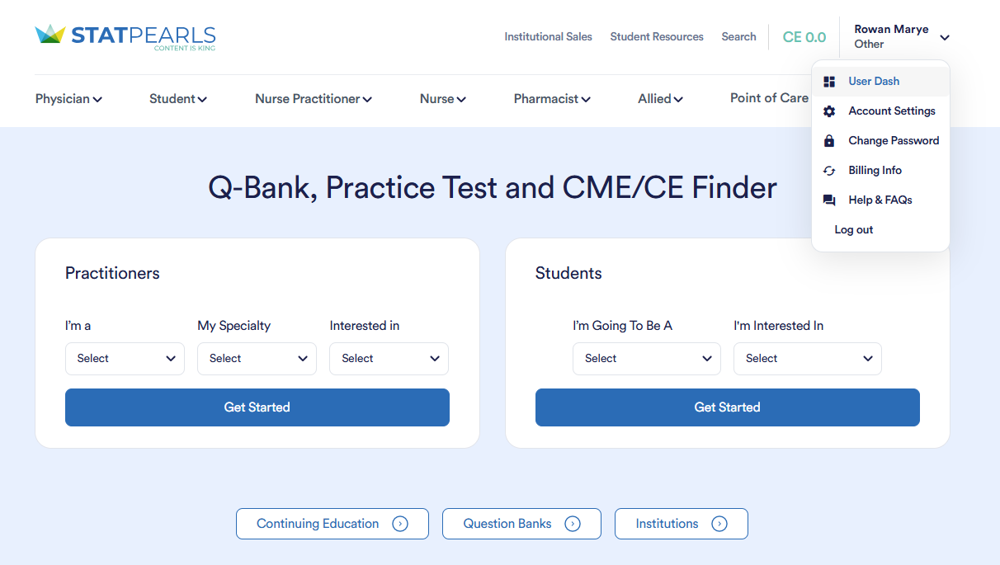 STATPEARLS
CONTENT IS KING
Institutional Sales Student Resources Search CE 0.0 Rowan Marye
Other
User Dash
Account Settings
Change Password
Billing Info
Help & FAQs
Log out
Physician Student Nurse Practitioner Nurse Pharmacist Allied Point of Care
Q-Bank, Practice Test and CME/CE Finder
Practitioners
I'm a My Specialty Interested in
Select Select Select
Get Started
Students
I'm Going To Be A I'm Interested In
Select Select
Get Started
Continuing Education Question Banks Institutions